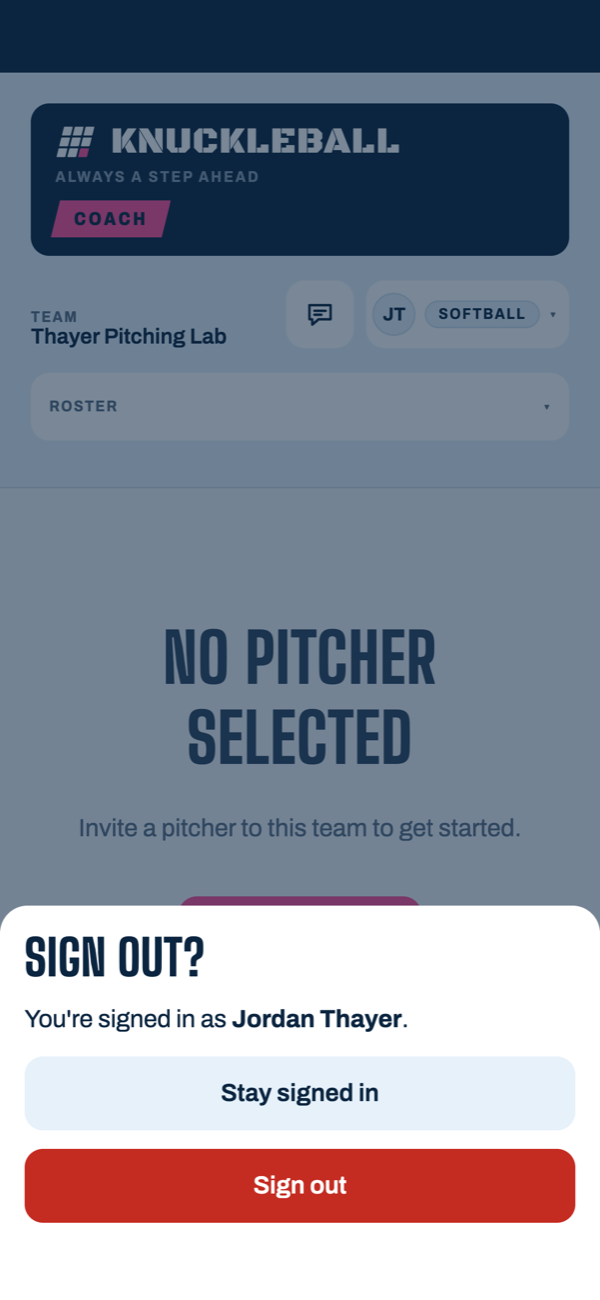 KNUCKLEBALL
ALWAYS A STEP AHEAD
COACH
TEAM
Thayer Pitching Lab
JT
SOFTBALL
ROSTER
NO PITCHER
SELECTED
Invite a pitcher to this team to get started.
SIGN OUT?
You're signed in as Jordan Thayer.
Stay signed in
Sign out